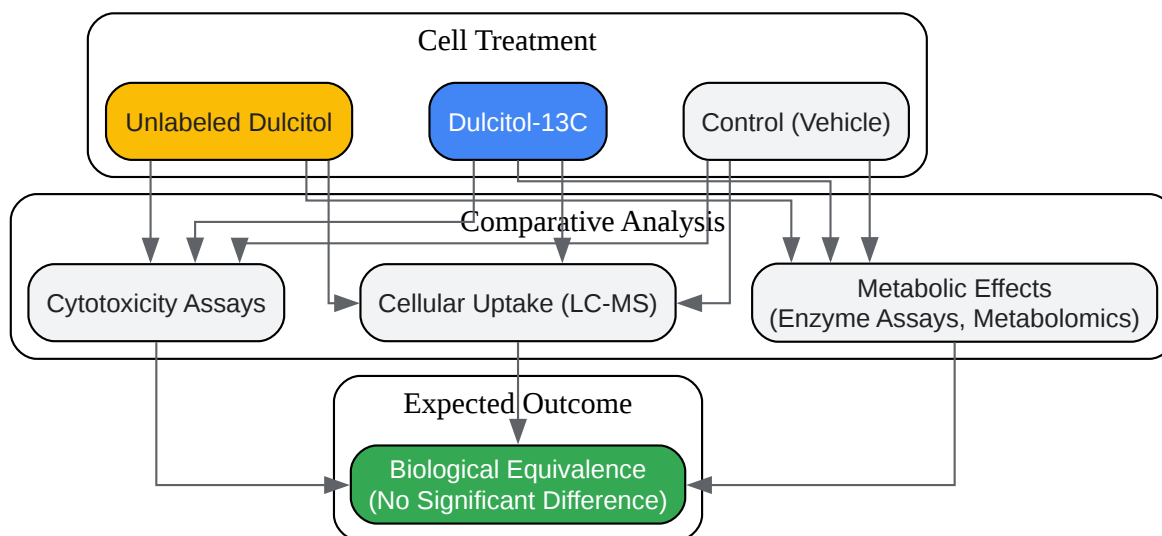 Cell Treatment
Unlabeled Dulcitol
Dulcitol-13C
Control (Vehicle)
Comparative Analysis
Cytotoxicity Assays
Cellular Uptake (LC-MS)
Metabolic Effects
(Enzyme Assays, Metabolomics)
Expected Outcome
Biological Equivalence
(No Significant Difference)